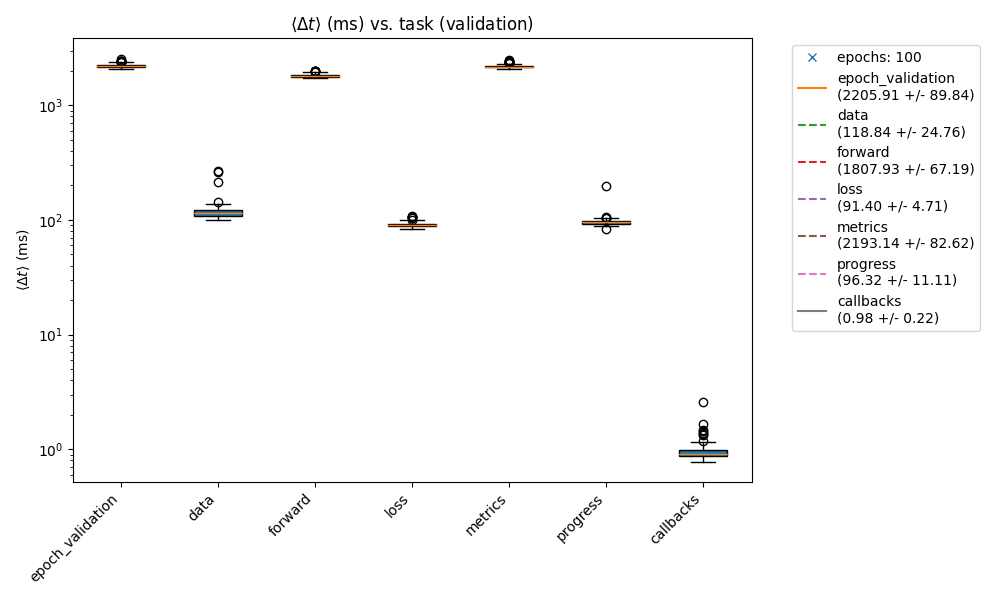 ⟨Δt⟩ (ms) vs. task (validation)
⟨Δt⟩ (ms)
10³
10²
10¹
10⁰
epoch_validation
data
forward
loss
metrics
progress
callbacks
epochs: 100
epoch_validation
(2205.91 +/- 89.84)
data
(118.84 +/- 24.76)
forward
(1807.93 +/- 67.19)
loss
(91.40 +/- 4.71)
metrics
(2193.14 +/- 82.62)
progress
(96.32 +/- 11.11)
callbacks
(0.98 +/- 0.22)